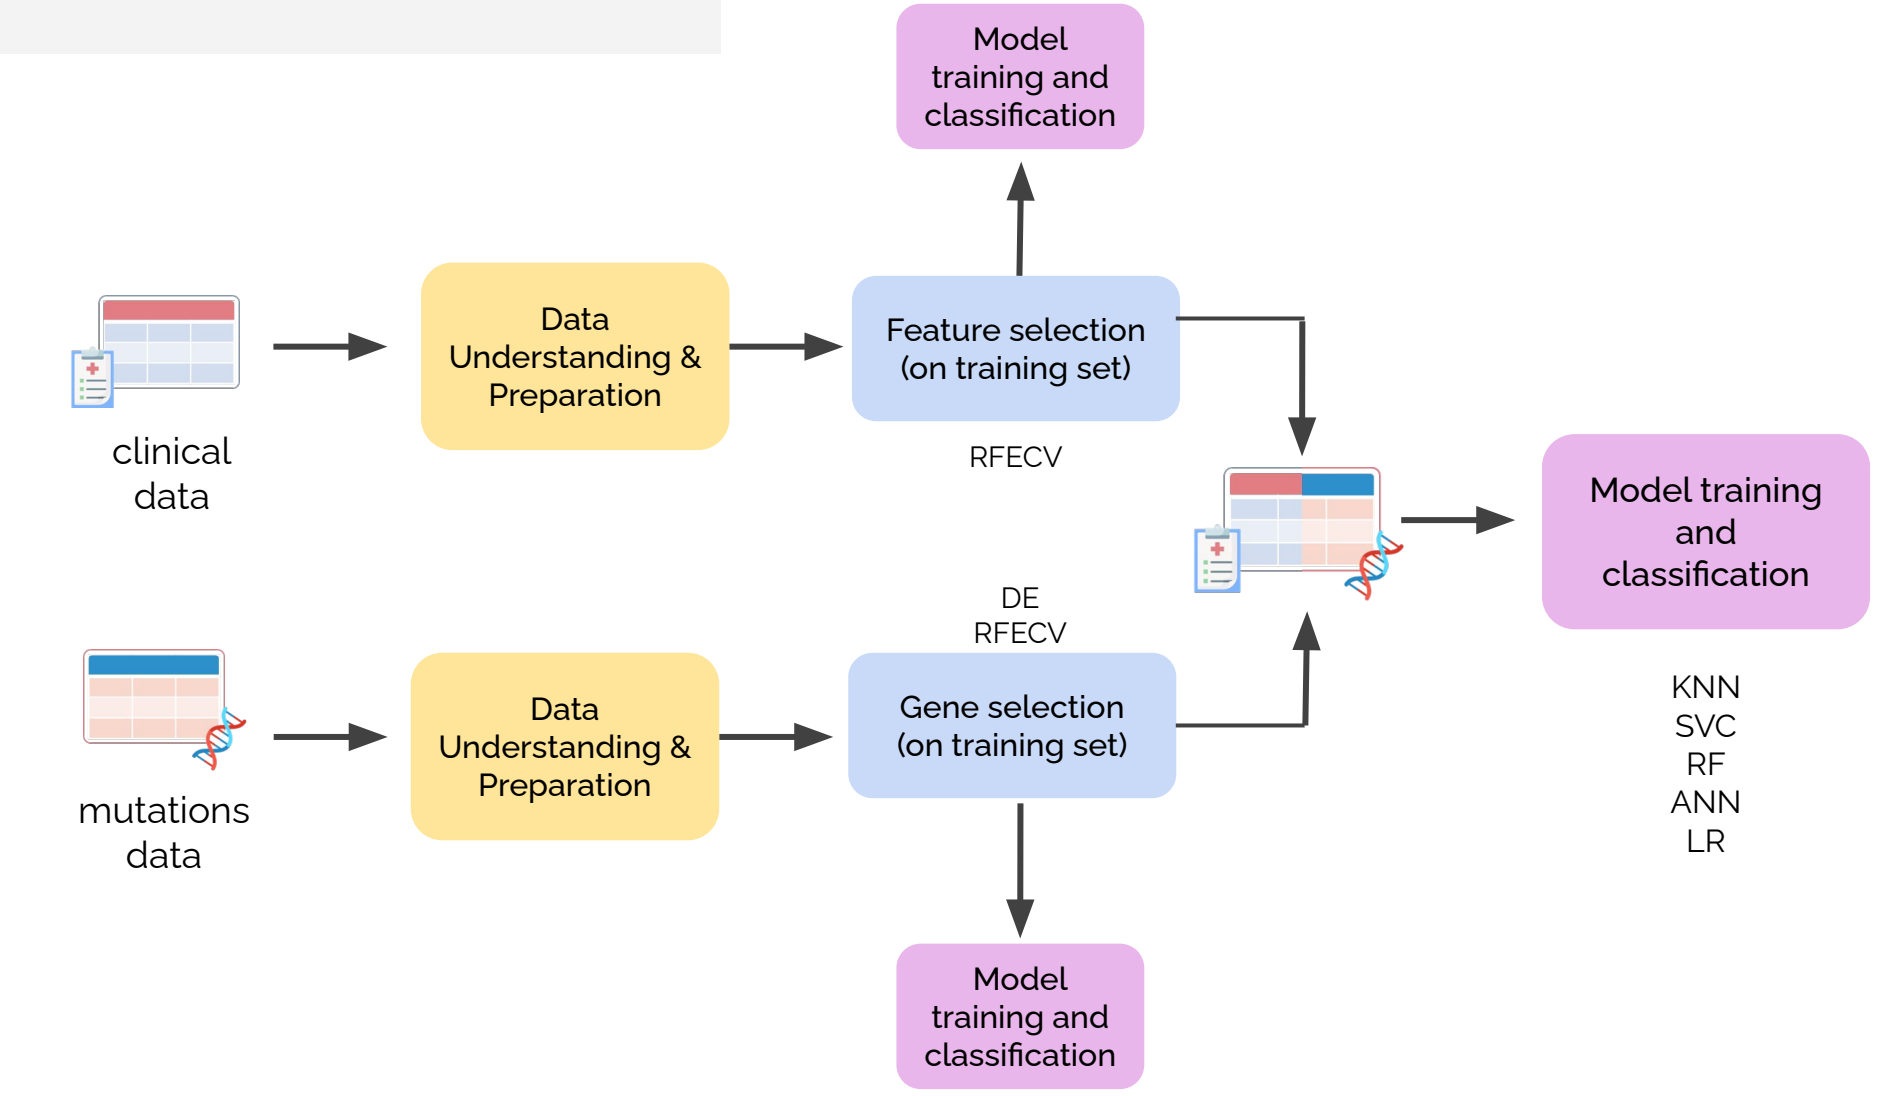 Model
training and
classification
clinical
data
Data
Understanding &
Preparation
Feature selection
(on training set)
RFECV
mutations
data
Data
Understanding &
Preparation
DE
RFECV
Gene selection
(on training set)
Model
training and
classification
Model training
and
classification
KNN
SVC
RF
ANN
LR